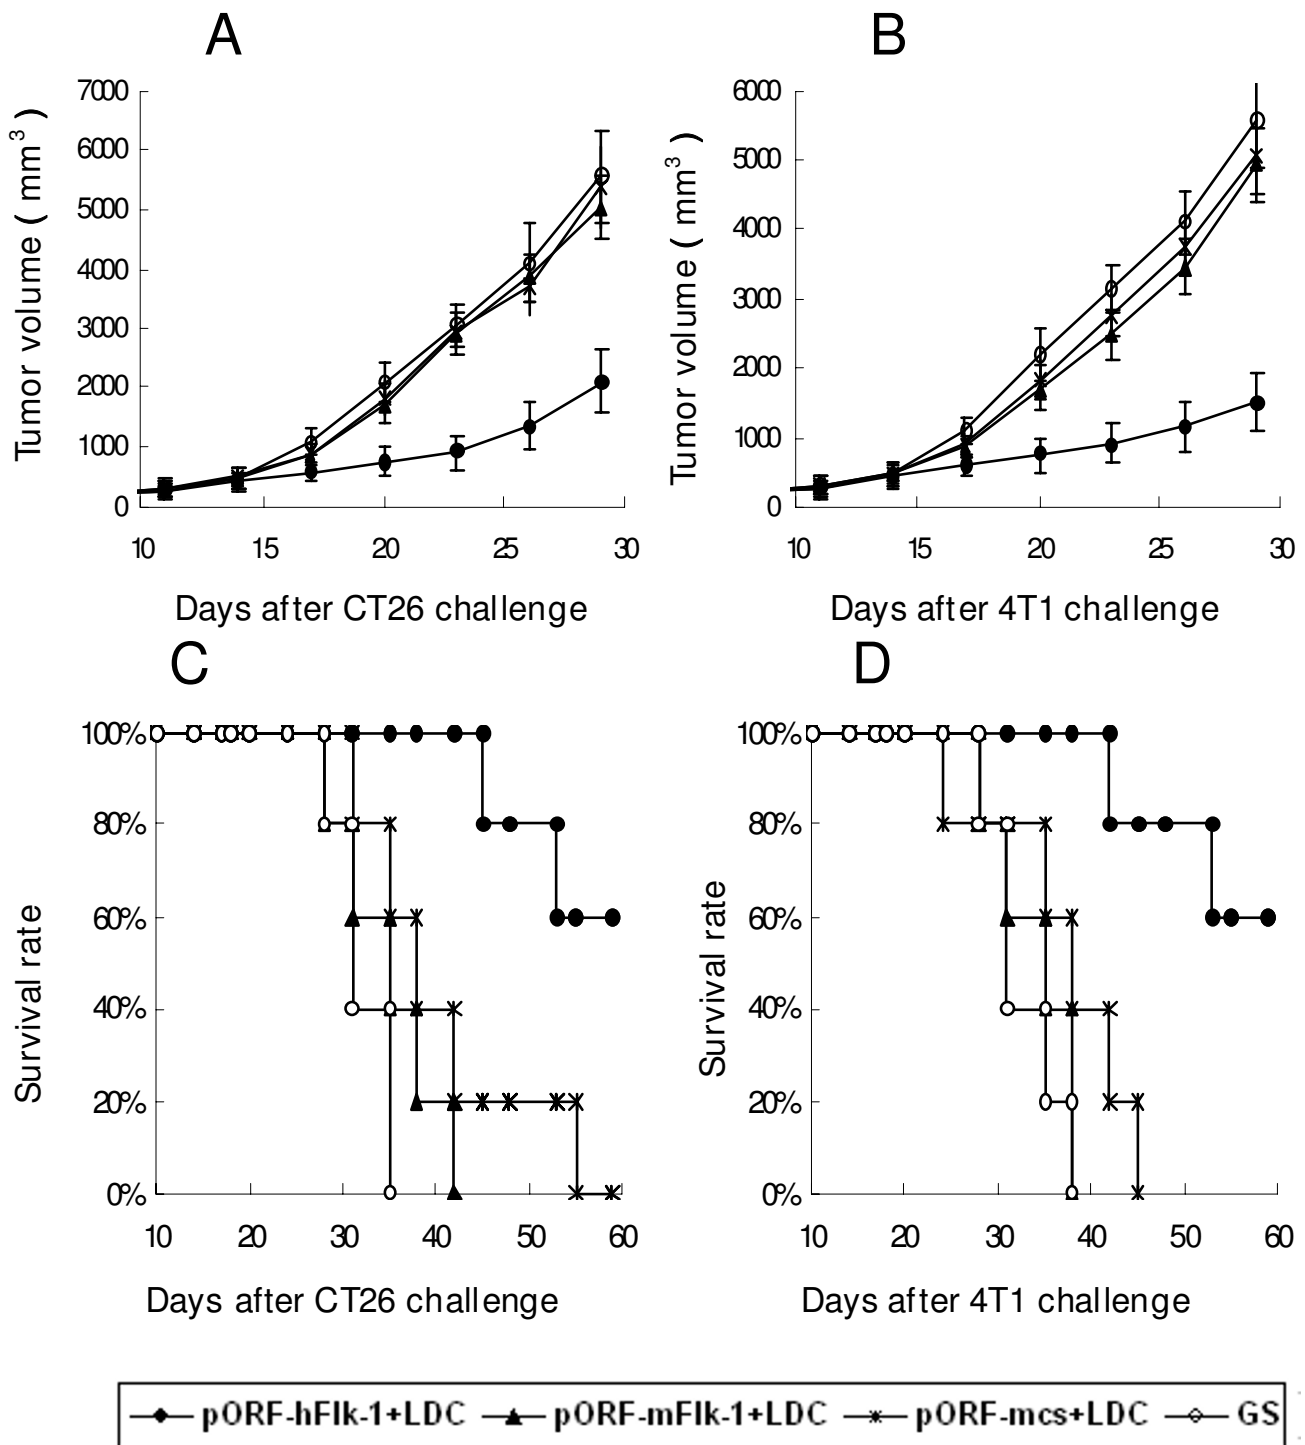 A
B
7000
6000
5000
4000
3000
2000
1000
0
Tumor volume ( mm³ )
10 15 20 25 30
Days after CT26 challenge
6000
5000
4000
3000
2000
1000
0
Tumor volume ( mm³ )
10 15 20 25 30
Days after 4T1 challenge
C
D
100%
80%
60%
40%
20%
0%
Survival rate
10 20 30 40 50 60
Days after CT26 challenge
100%
80%
60%
40%
20%
0%
Survival rate
10 20 30 40 50 60
Days after 4T1 challenge
pORF-hFlk-1+LDC pORF-mFlk-1+LDC pORF-mcs+LDC GS